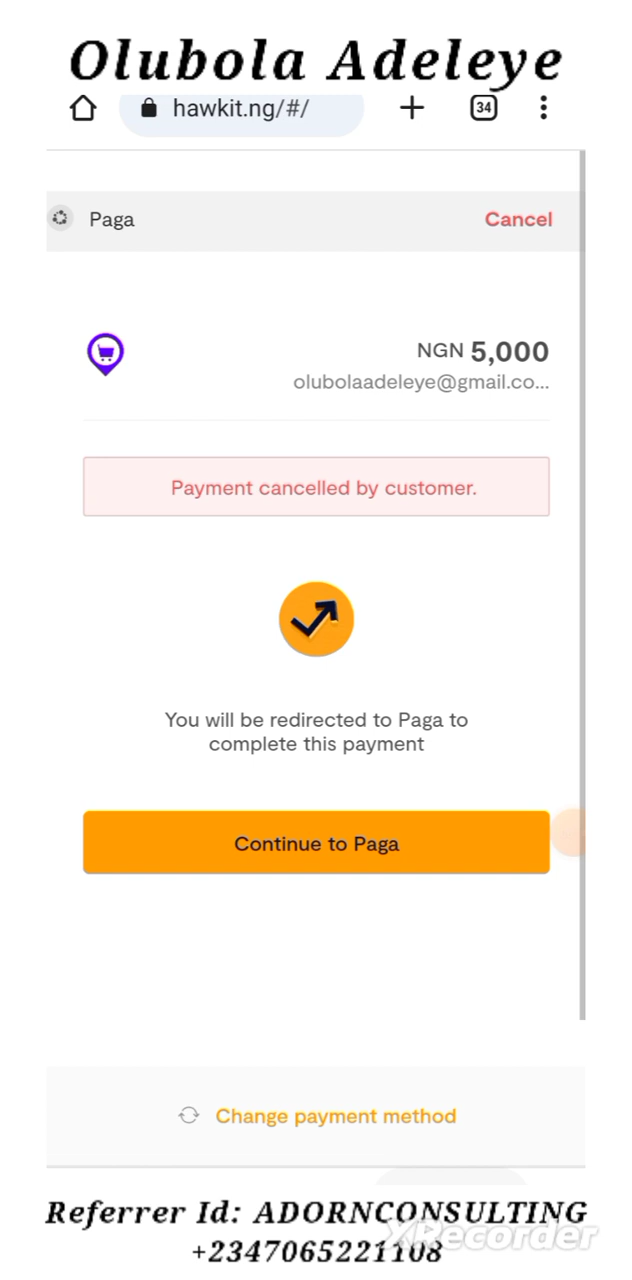 Olubola Adeleye
hawkit.ng/#/
34
Paga
Cancel
NGN 5,000
olubolaadeleye@gmail.co...
Payment cancelled by customer.
You will be redirected to Paga to
complete this payment
Continue to Paga
Change payment method
Referrer Id: ADORNCONSULTING
XRecorder
+2347065221108